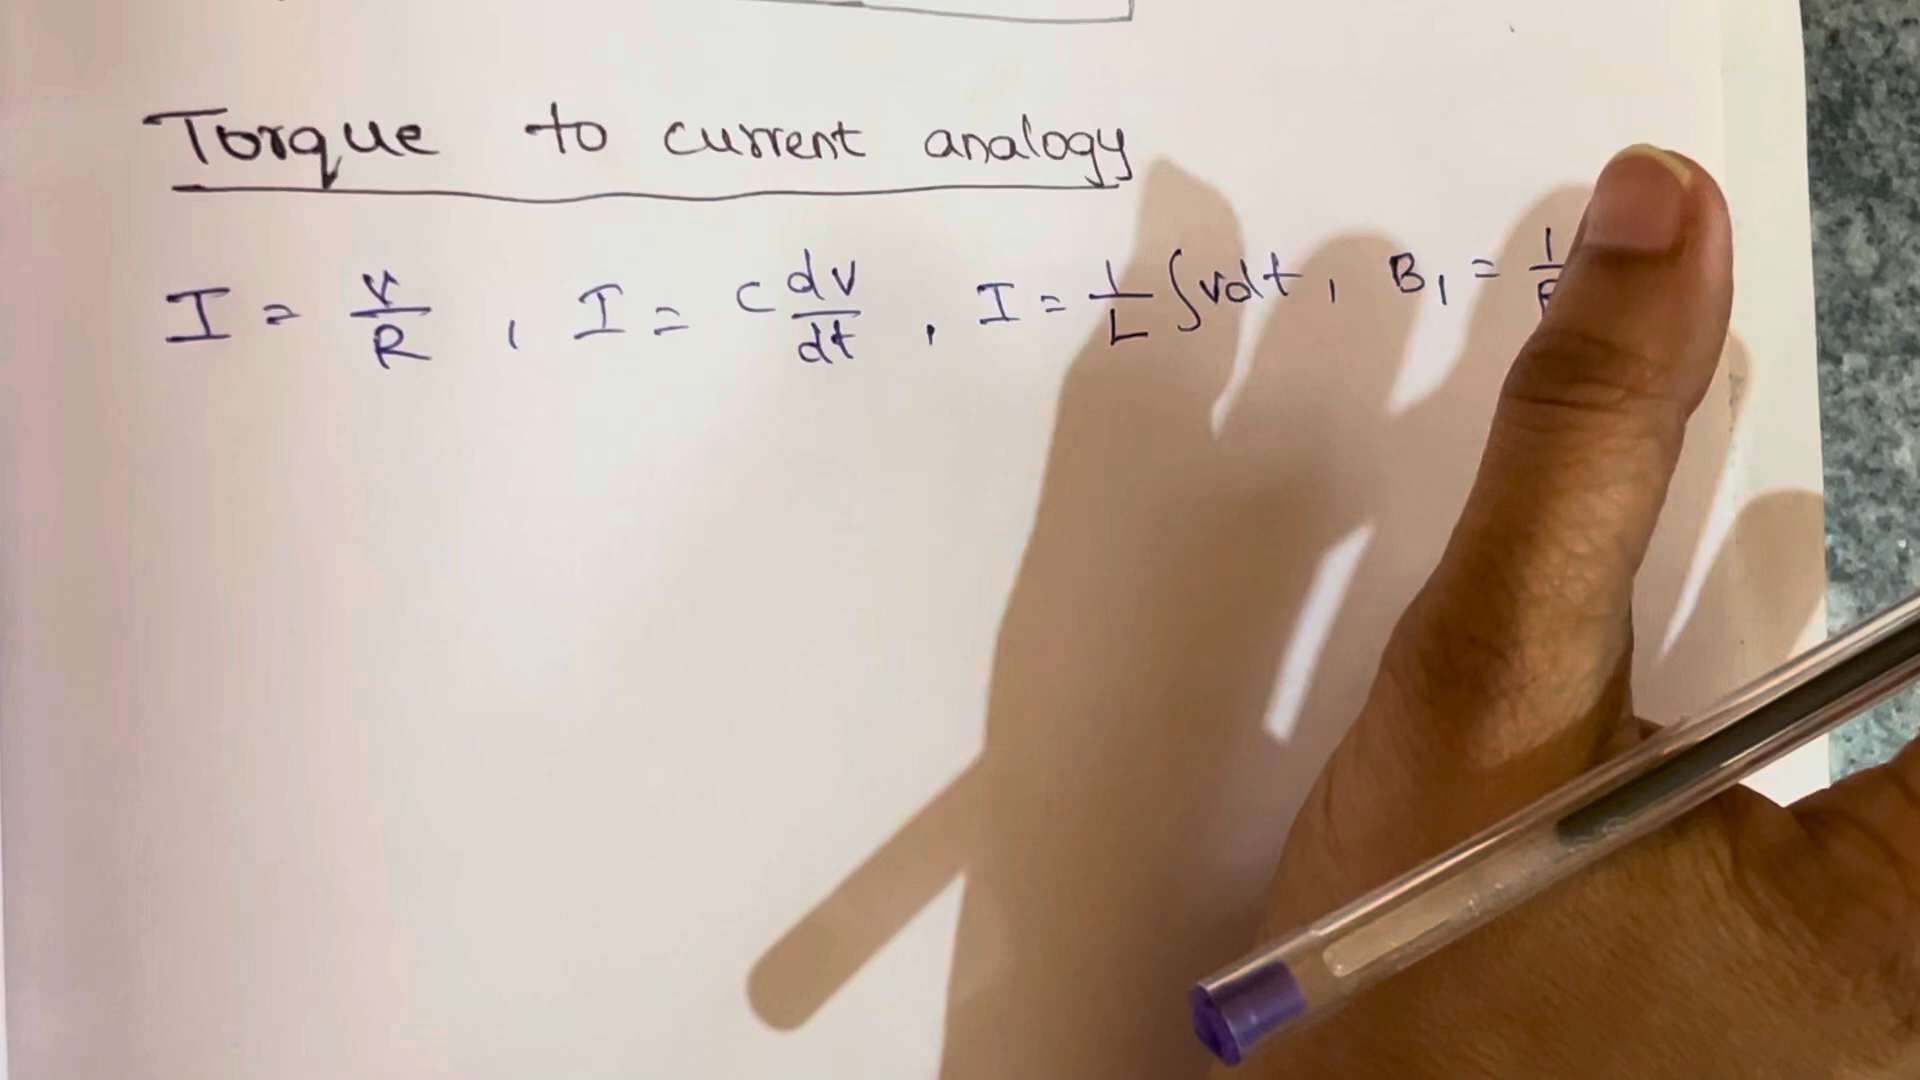 Torque to current analogy
I = V/R , I = C dv/dt , I = 1/L ∫vdt , B₁ = 1/